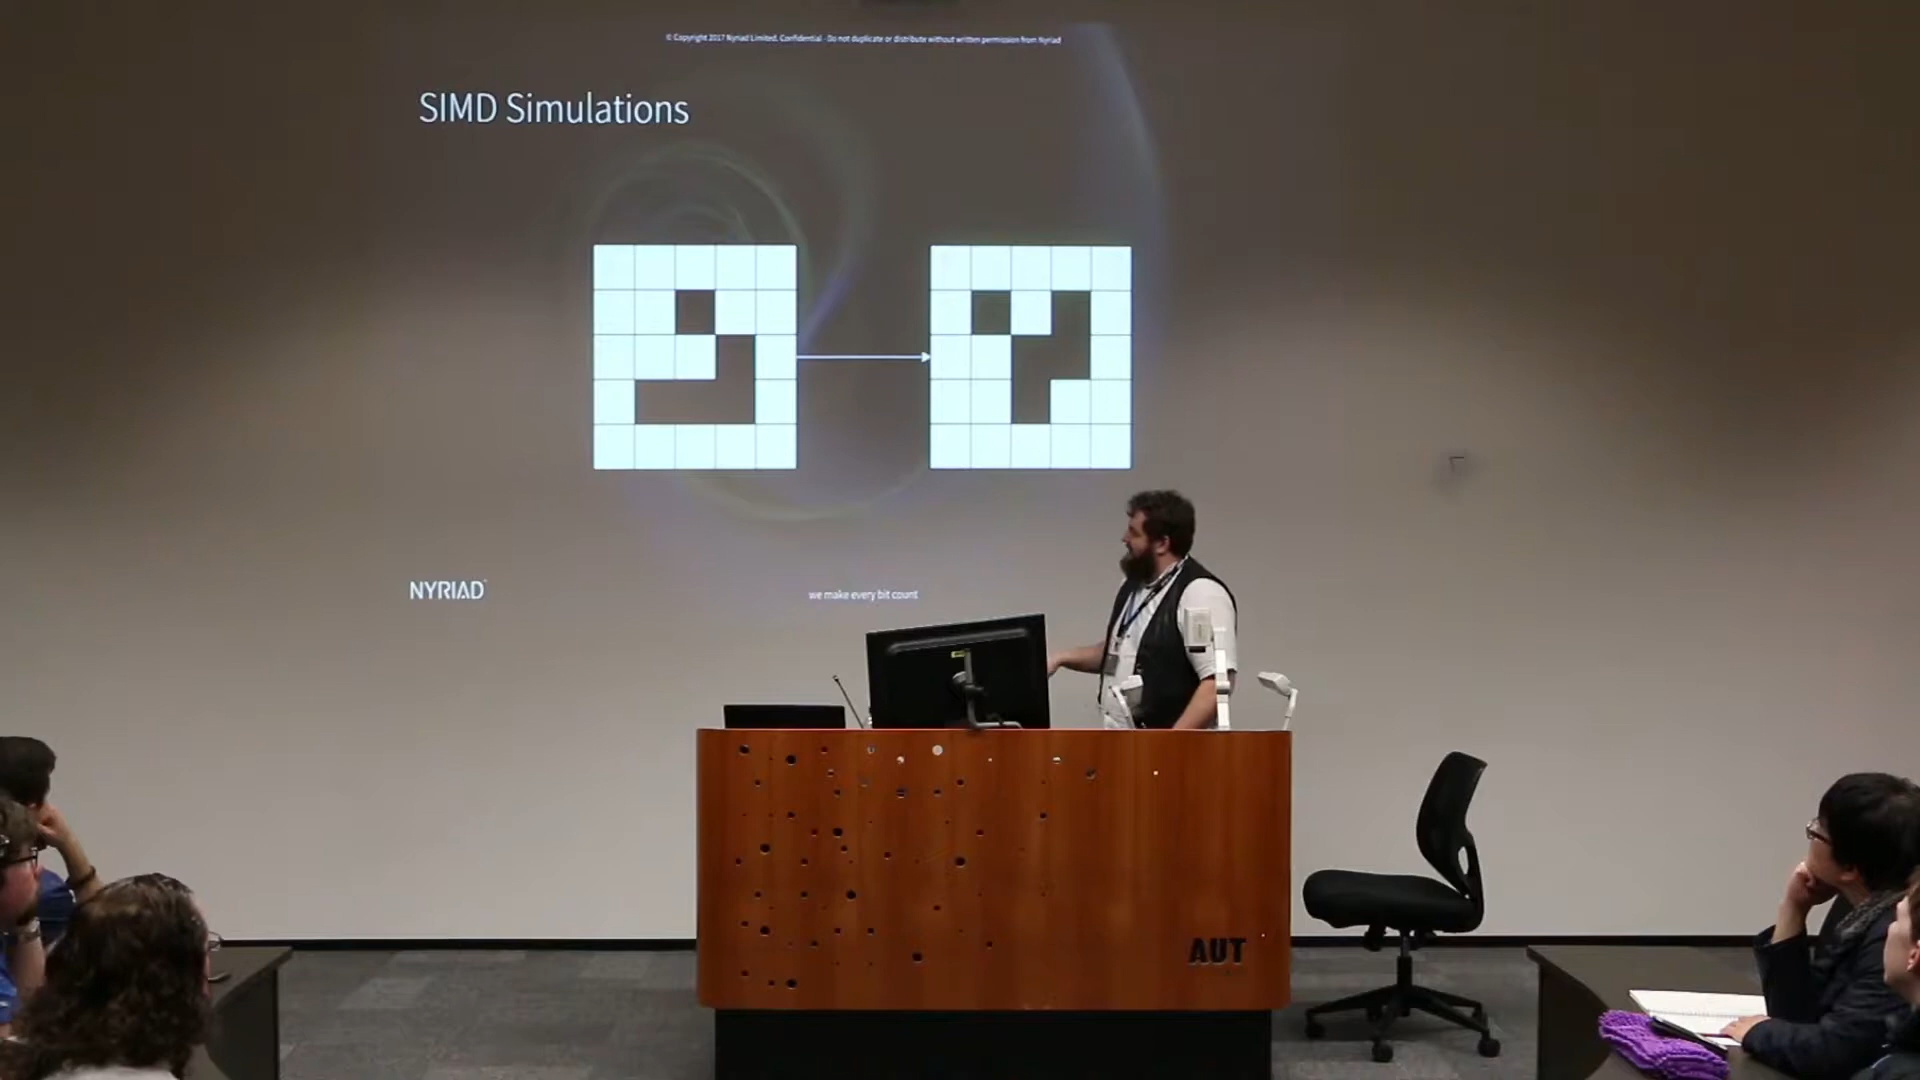 © Copyright 2017 Nyriad Limited. Confidential - Do not duplicate or distribute without written permission from Nyriad
SIMD Simulations
NYRIAD
we make every bit count
AUT